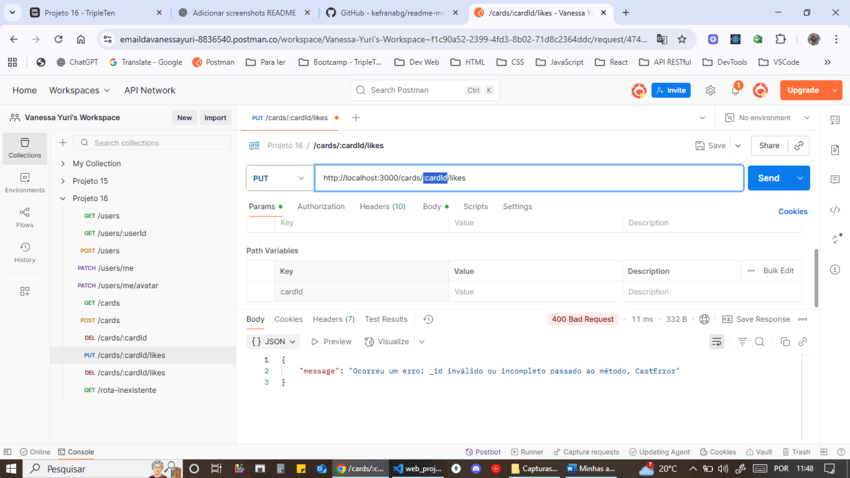 Projeto 16 - TripleTen
Adicionar screenshots README
GitHub - kefranabg/readme-m
/cards/:cardId/likes - Vanessa Y
emaildavanessayuri-8836540.postman.co/workspace/Vanessa-Yuri's-Workspace~f1c90a52-2399-4fd3-8b02-71d8c2364ddc/request/474...
ChatGPT
Translate - Google
Postman
Para ler
Bootcamp - TripleT...
Dev Web
HTML
CSS
JavaScript
React
API RESTful
DevTools
VSCode
Home
Workspaces
API Network
Search Postman
Ctrl K
Invite
1
Upgrade
Vanessa Yuri's Workspace
New
Import
PUT /cards/:cardId/likes
No environment
Collections
Environments
Flows
History
Search collections
My Collection
Projeto 15
Projeto 16
GET /users
GET /users/:userId
POST /users
PATCH /users/me
PATCH /users/me/avatar
GET /cards
POST /cards
DEL /cards/:cardId
PUT /cards/:cardId/likes
DEL /cards/:cardId/likes
GET /rota-inexistente
HTTP Projeto 16 / /cards/:cardId/likes
Save
Share
PUT
http://localhost:3000/cards/:cardId/likes
Send
Params
Authorization
Headers (10)
Body
Scripts
Settings
Cookies
Key Value Description
Path Variables
Key Value Description
Bulk Edit
cardId Value Description
Body
Cookies
Headers (7)
Test Results
400 Bad Request
11 ms
332 B
Save Response
{} JSON
Preview
Visualize
1 {
2 "message": "Ocorreu um erro: _id inválido ou incompleto passado ao método, CastError"
3 }
Online
Console
Postbot
Runner
Capture requests
Updating Agent
Cookies
Vault
Trash
Pesquisar
/cards/:c...
web_proj...
Capturas...
Minhas a...
20°C
POR
11:48